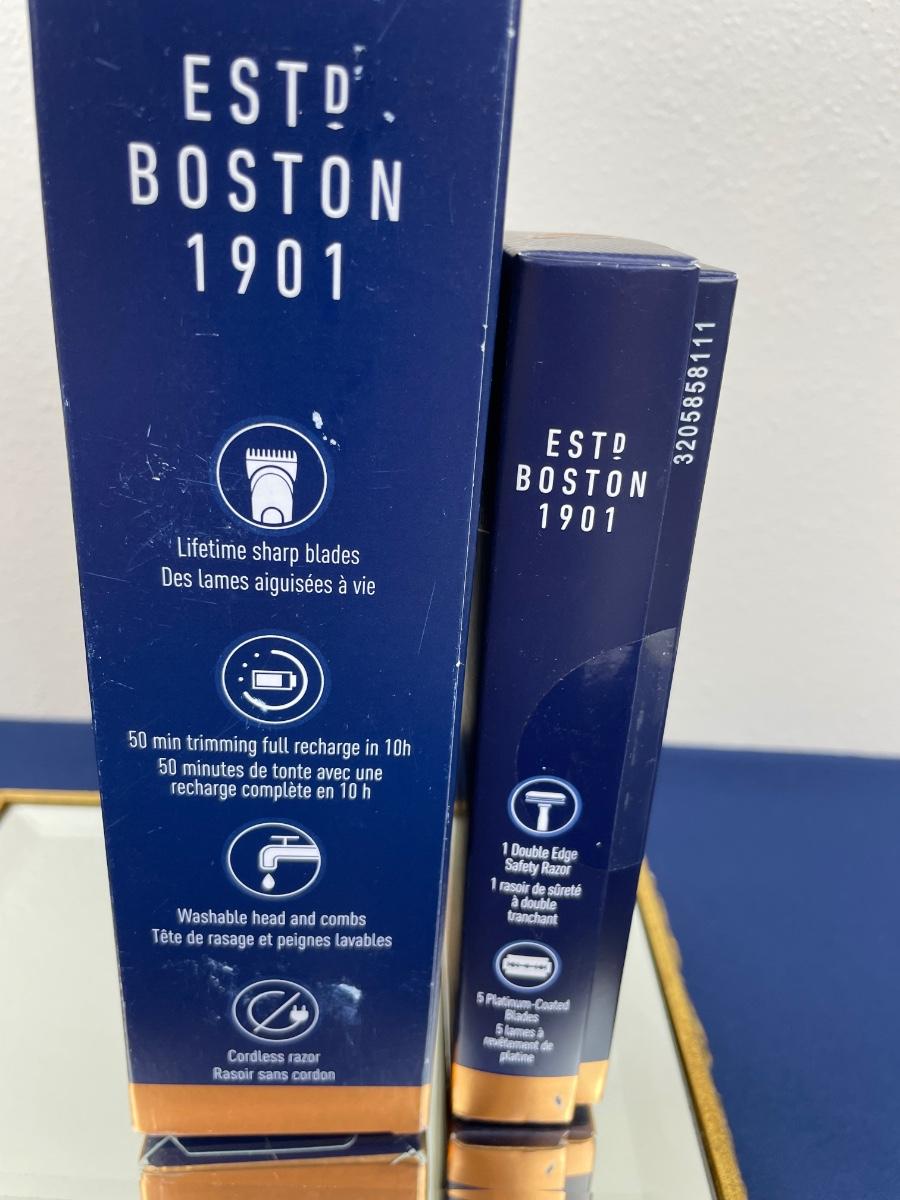 ESTD
BOSTON
1901
Lifetime sharp blades
Des lames aiguisées à vie
50 min trimming full recharge in 10h
50 minutes de tonte avec une
recharge complète en 10 h
Washable head and combs
Tête de rasage et peignes lavables
Cordless razor
Rasoir sans cordon
ESTD
BOSTON
1901
1 Double Edge
Safety Razor
1 rasoir de sûreté
à double
tranchant
5 Platinum-Coated
Blades
5 lames à
revêtement de
platine
3205858111